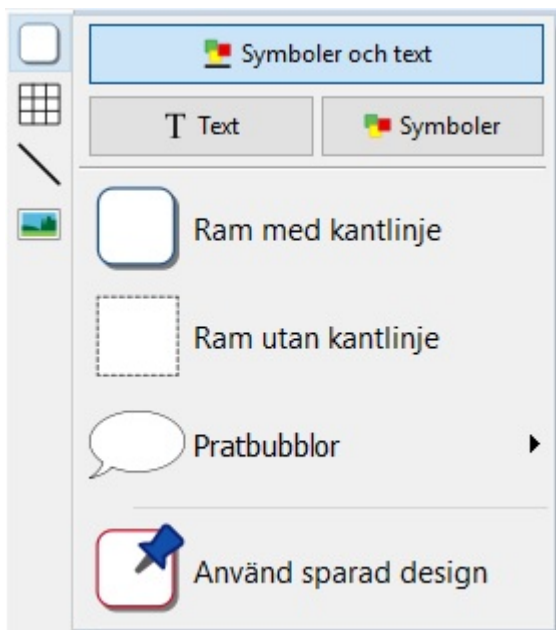 Symboler och text
T Text
Symboler
Ram med kantlinje
Ram utan kantlinje
Pratbubblor
Använd sparad design